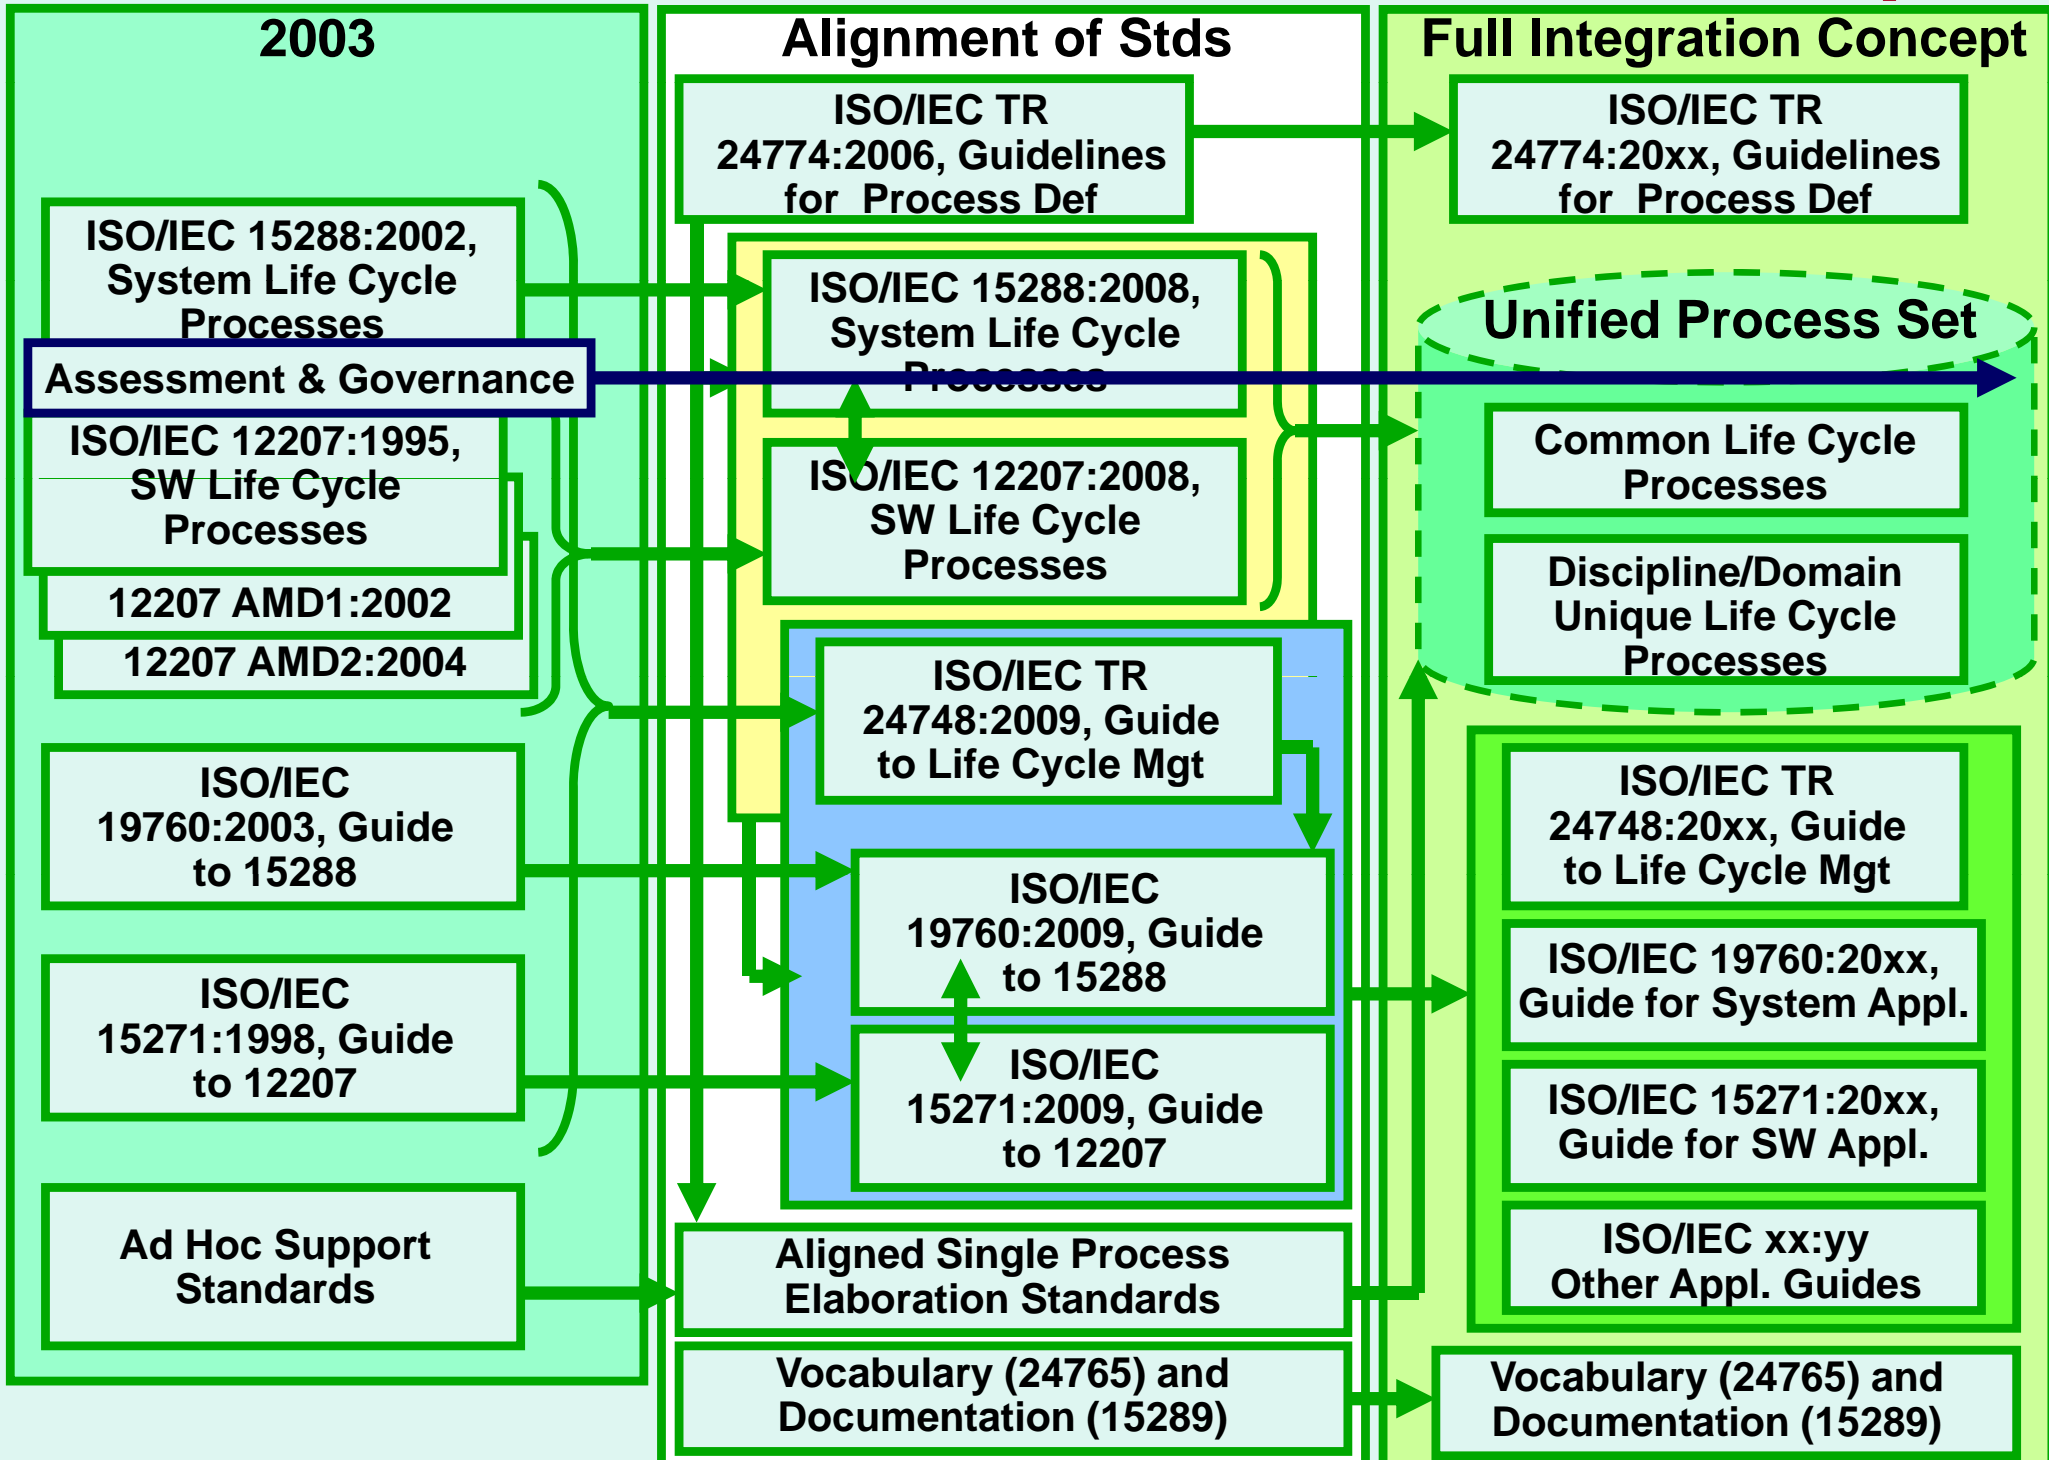 2003
ISO/IEC 15288:2002,
System Life Cycle
Processes
Assessment & Governance
ISO/IEC 12207:1995,
SW Life Cycle
Processes
12207 AMD1:2002
12207 AMD2:2004
ISO/IEC
19760:2003, Guide
to 15288
ISO/IEC
15271:1998, Guide
to 12207
Ad Hoc Support
Standards
Alignment of Stds
ISO/IEC TR
24774:2006, Guidelines
for Process Def
ISO/IEC 15288:2008,
System Life Cycle
Processes
ISO/IEC 12207:2008,
SW Life Cycle
Processes
ISO/IEC TR
24748:2009, Guide
to Life Cycle Mgt
ISO/IEC
19760:2009, Guide
to 15288
ISO/IEC
15271:2009, Guide
to 12207
Aligned Single Process
Elaboration Standards
Vocabulary (24765) and
Documentation (15289)
Full Integration Concept
ISO/IEC TR
24774:20xx, Guidelines
for Process Def
Unified Process Set
Common Life Cycle
Processes
Discipline/Domain
Unique Life Cycle
Processes
ISO/IEC TR
24748:20xx, Guide
to Life Cycle Mgt
ISO/IEC 19760:20xx,
Guide for System Appl.
ISO/IEC 15271:20xx,
Guide for SW Appl.
ISO/IEC xx:yy
Other Appl. Guides
Vocabulary (24765) and
Documentation (15289)